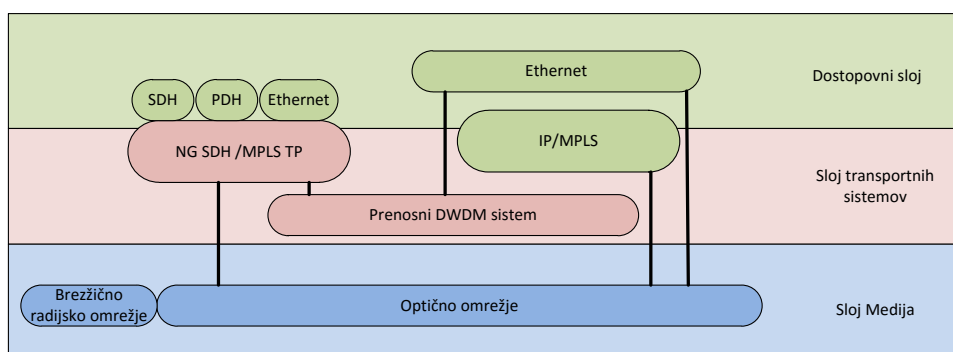 Ethernet
Dostopovni sloj
SDH
PDH
Ethernet
NG SDH /MPLS TP
IP/MPLS
Sloj transportnih
sistemov
Prenosni DWDM sistem
Brezžično
radijsko omrežje
Optično omrežje
Sloj Medija